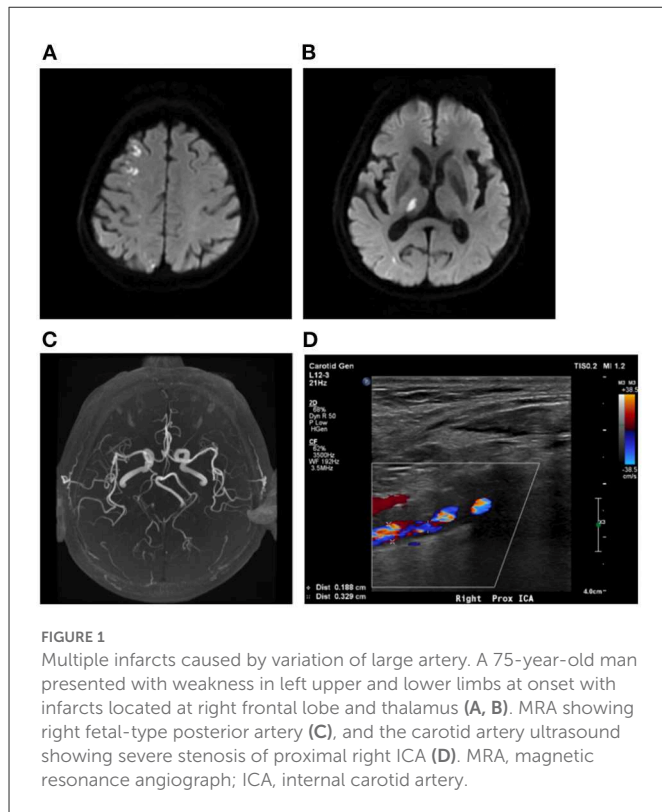 A
B
C
D
Carotid Gen
L12-3
21Hz
TIS0.2 MI 1.2
M3 M3
+38.5
2D
68%
Dyn R 50
P Low
HGen
CF
62%
3500Hz
WF 192Hz
3.5MHz
-38.5
cm/s
x3
Dist 0.188 cm
Dist 0.329 cm
Right Prox ICA
4.0cm
FIGURE 1
Multiple infarcts caused by variation of large artery. A 75-year-old man
presented with weakness in left upper and lower limbs at onset with
infarcts located at right frontal lobe and thalamus (A, B). MRA showing
right fetal-type posterior artery (C), and the carotid artery ultrasound
showing severe stenosis of proximal right ICA (D). MRA, magnetic
resonance angiograph; ICA, internal carotid artery.